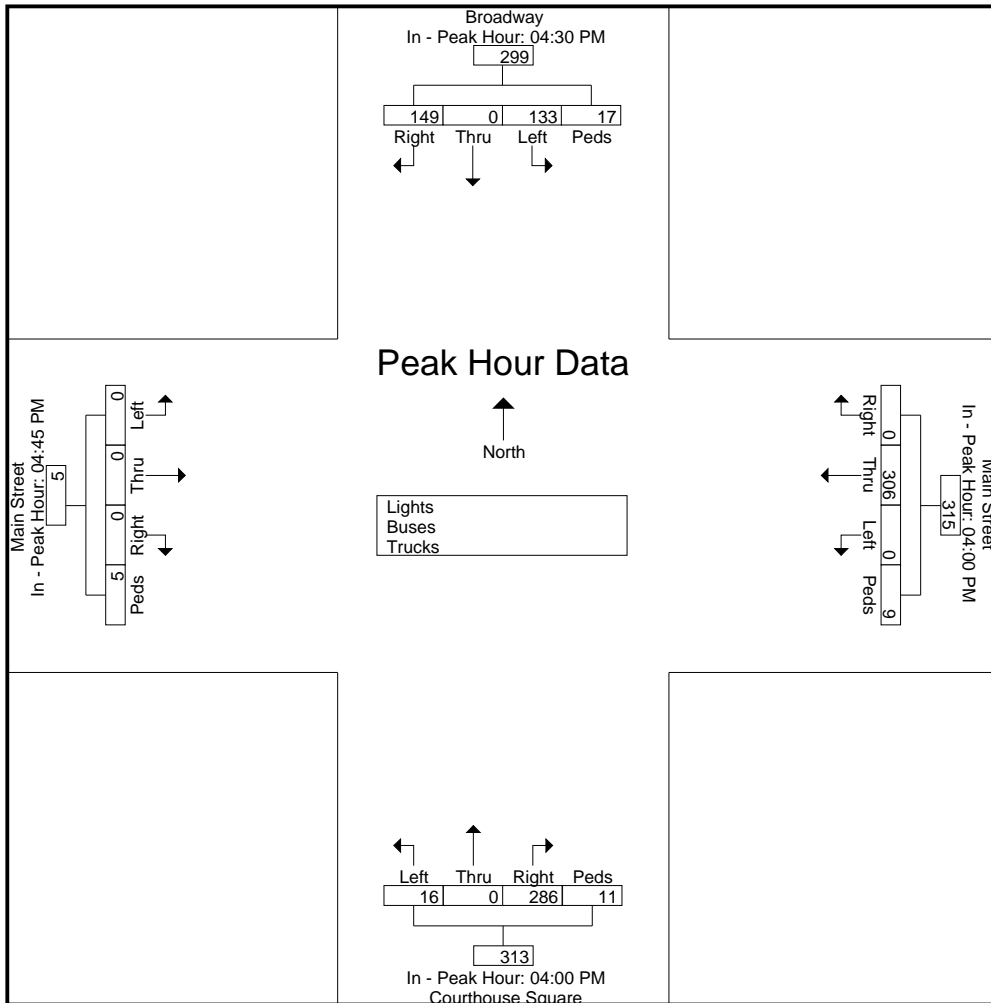 Broadway
In - Peak Hour: 04:30 PM
299
149 0 133 17
Right Thru Left Peds
Peak Hour Data
North
Lights
Buses
Trucks
Main Street
In - Peak Hour: 04:45 PM
5
0 0 0 5
Left Thru Right Peds
Main Street
In - Peak Hour: 04:00 PM
315
0 306 0 9
Right Thru Left Peds
Left Thru Right Peds
16 0 286 11
313
In - Peak Hour: 04:00 PM
Courthouse Square